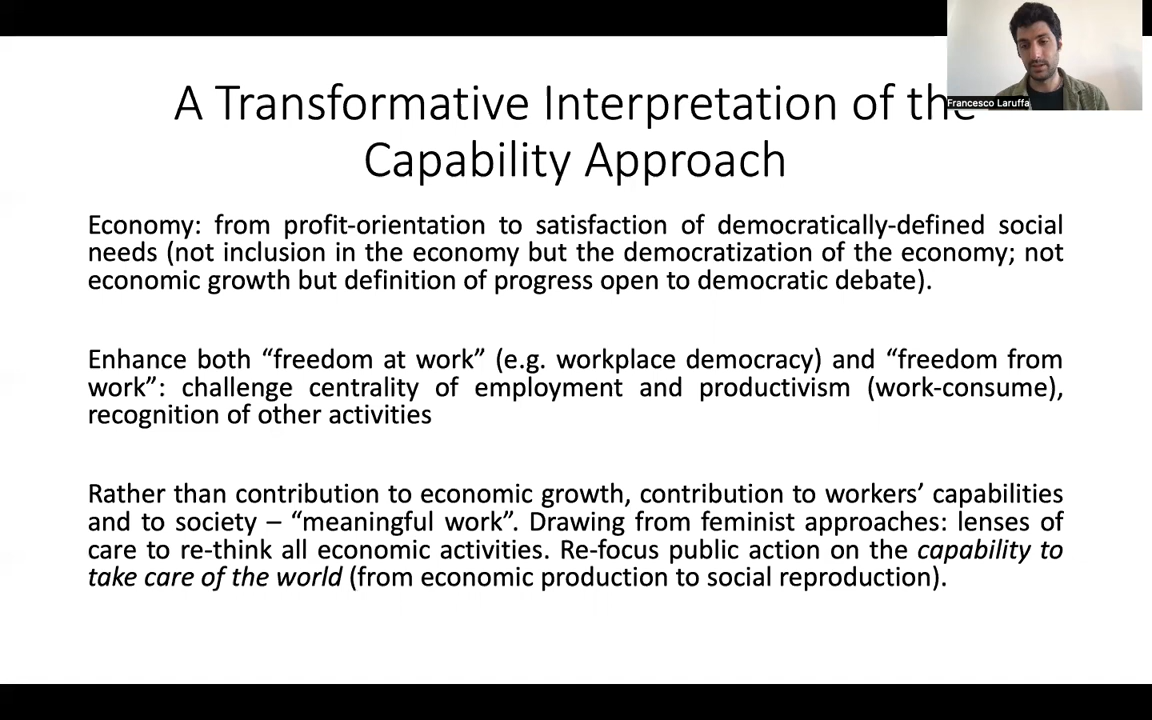 A Transformative Interpretation of the
Capability Approach
Francesco Laruffa
Economy: from profit-orientation to satisfaction of democratically-defined social
needs (not inclusion in the economy but the democratization of the economy; not
economic growth but definition of progress open to democratic debate).
Enhance both “freedom at work” (e.g. workplace democracy) and “freedom from
work”: challenge centrality of employment and productivism (work-consume),
recognition of other activities
Rather than contribution to economic growth, contribution to workers’ capabilities
and to society – “meaningful work”. Drawing from feminist approaches: lenses of
care to re-think all economic activities. Re-focus public action on the capability to
take care of the world (from economic production to social reproduction).